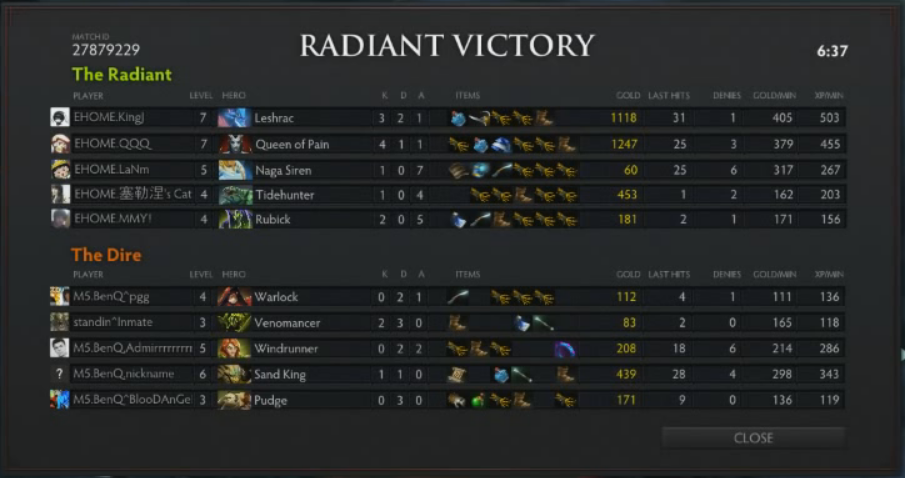 MATCH ID
27879229
RADIANT VICTORY
6:37
The Radiant
PLAYER LEVEL HERO K D A ITEMS GOLD LAST HITS DENIES GOLD/MIN XP/MIN
EHOME.KingJ 7 Leshrac 3 2 1 1118 31 1 405 503
EHOME.QQQ 7 Queen of Pain 4 1 1 1247 25 3 379 455
EHOME.LaNm 5 Naga Siren 1 0 7 60 25 6 317 267
EHOME.塞勒涅's Cat 4 Tidehunter 1 0 4 453 1 2 162 203
EHOME.MMY! 4 Rubick 2 0 5 181 2 1 171 156
The Dire
PLAYER LEVEL HERO K D A ITEMS GOLD LAST HITS DENIES GOLD/MIN XP/MIN
M5.BenQ^pgg 4 Warlock 0 2 1 112 4 1 111 136
standin^Inmate 3 Venomancer 2 3 0 83 2 0 165 118
M5.BenQ.Admirrrrrrrrr 5 Windrunner 0 2 2 208 18 6 214 286
? M5.BenQ.nickname 6 Sand King 1 1 0 439 28 4 298 343
M5.BenQ^BlooDAnGe 3 Pudge 0 3 0 171 9 0 136 119
CLOSE